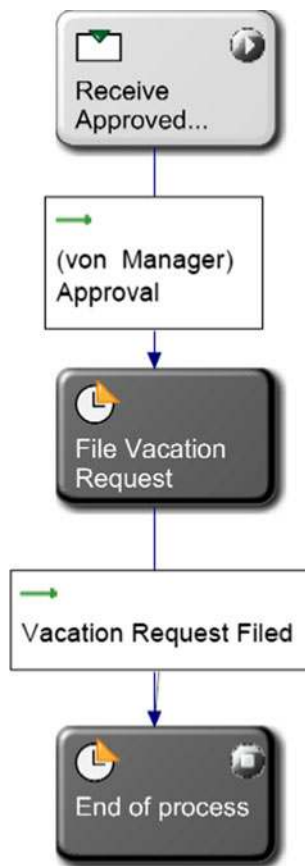 Receive
Approved...
(von Manager)
Approval
File Vacation
Request
Vacation Request Filed
End of process